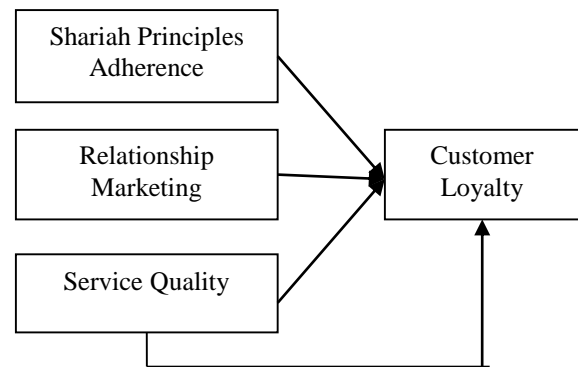 Shariah Principles
Adherence
Relationship
Marketing
Customer
Loyalty
Service Quality